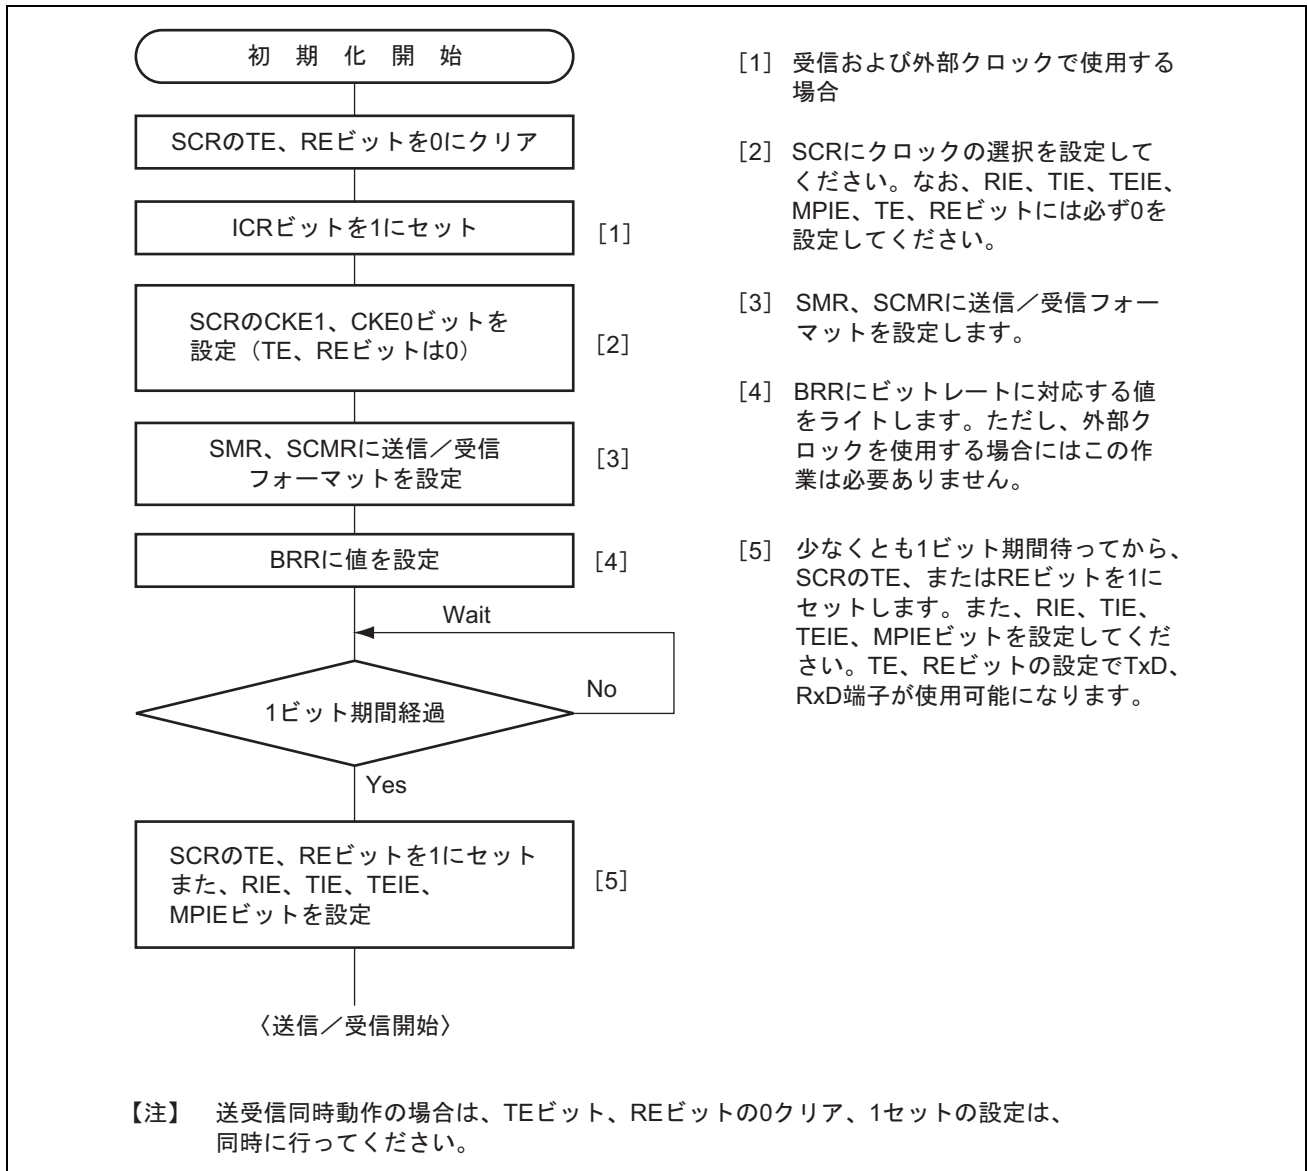 初期化開始
SCRのTE、REビットを0にクリア
ICRビットを1にセット
[1]
SCRのCKE1、CKE0ビットを
設定（TE、REビットは0）
[2]
SMR、SCMRに送信／受信
フォーマットを設定
[3]
BRRに値を設定
[4]
Wait
1ビット期間経過
No
Yes
SCRのTE、REビットを1にセット
また、RIE、TIE、TEIE、
MPIEビットを設定
[5]
〈送信／受信開始〉
[1] 受信および外部クロックで使用する
場合
[2] SCRにクロックの選択を設定して
ください。なお、RIE、TIE、TEIE、
MPIE、TE、REビットには必ず0を
設定してください。
[3] SMR、SCMRに送信／受信フォー
マットを設定します。
[4] BRRにビットレートに対応する値
をライトします。ただし、外部ク
ロックを使用する場合にはこの作
業は必要ありません。
[5] 少なくとも1ビット期間待ってから、
SCRのTE、またはREビットを1に
セットします。また、RIE、TIE、
TEIE、MPIEビットを設定してくだ
さい。TE、REビットの設定でTxD、
RxD端子が使用可能になります。
【注】 送受信同時動作の場合は、TEビット、REビットの0クリア、1セットの設定は、
同時に行ってください。